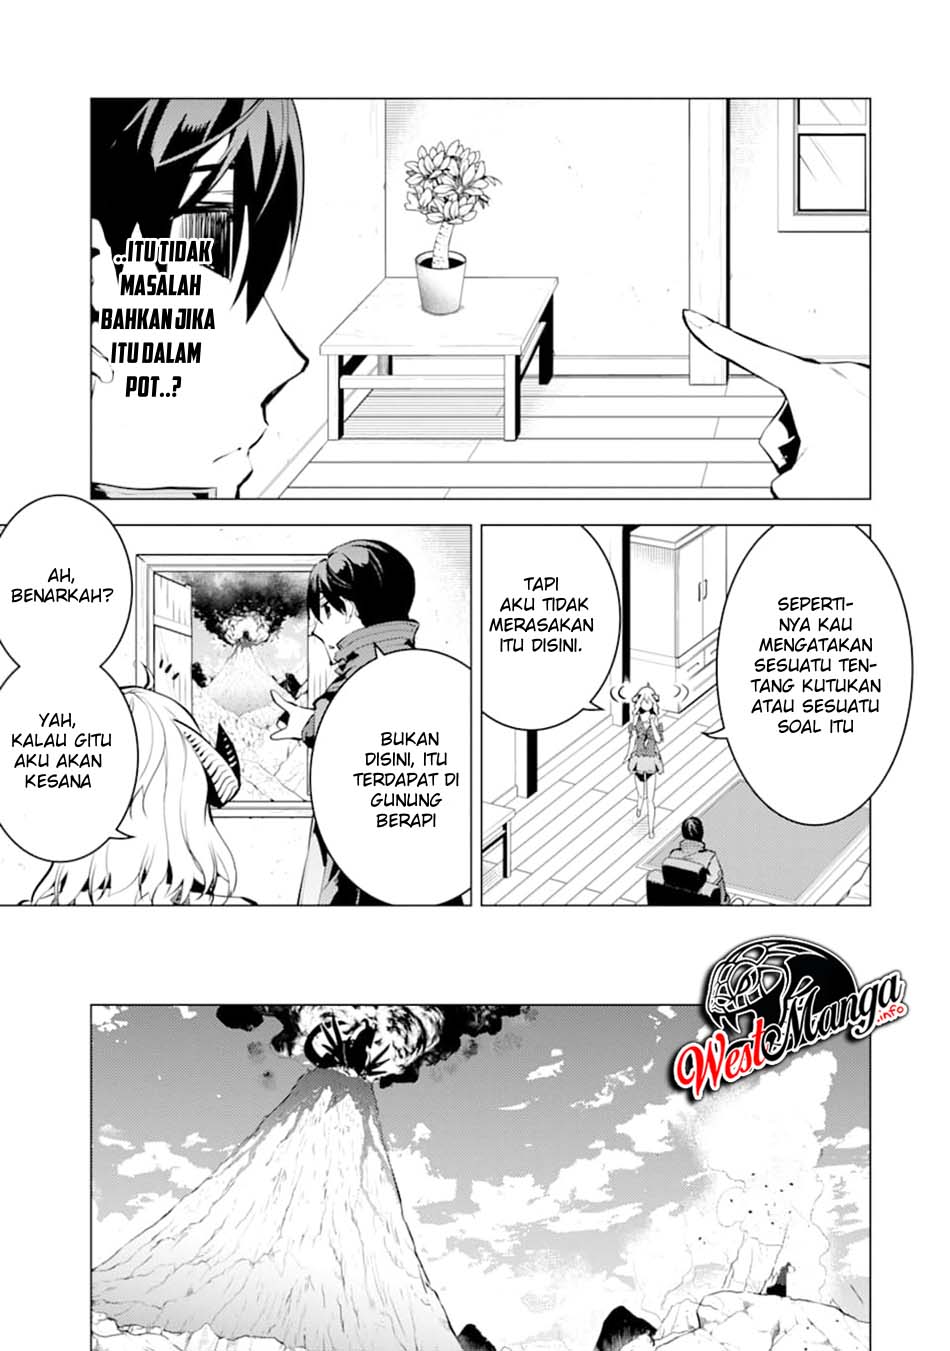 ..ITU TIDAK
MASALAH
BAHKAN JIKA
ITU DALAM
POT..?
SEPERTI-
NYA KAU
MENGATAKAN
SESUATU TEN-
TANG KUTUKAN
ATAU SESUATU
SOAL ITU
TAPI
AKU TIDAK
MERASAKAN
ITU DISINI.
BUKAN
DISINI, ITU
TERDAPAT DI
GUNUNG
BERAPI
AH,
BENARKAH?
YAH,
KALAU GITU
AKU AKAN
KESANA
WEST MANGA
.info